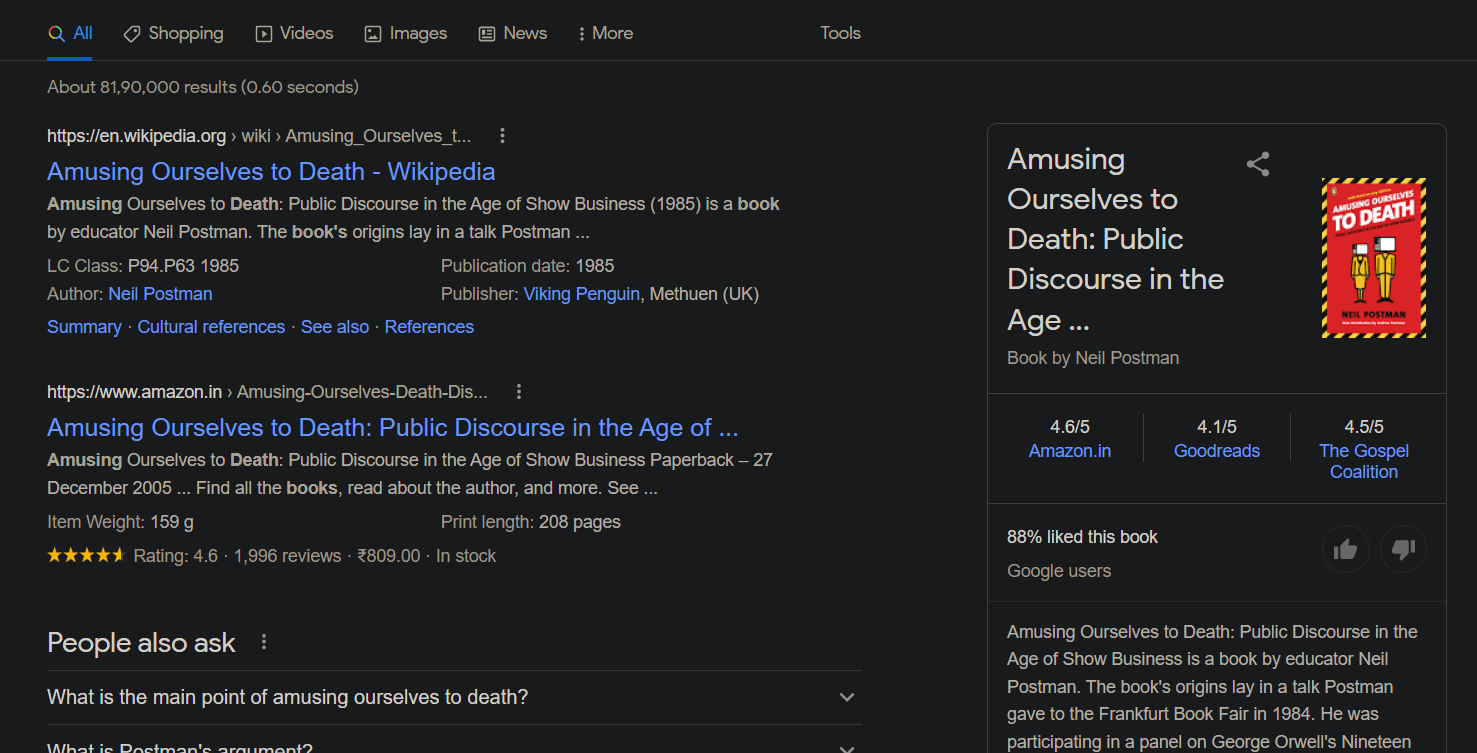 All Shopping Videos Images News More Tools
About 81,90,000 results (0.60 seconds)
https://en.wikipedia.org › wiki › Amusing_Ourselves_t...
Amusing Ourselves to Death - Wikipedia
Amusing Ourselves to Death: Public Discourse in the Age of Show Business (1985) is a book
by educator Neil Postman. The book's origins lay in a talk Postman ...
LC Class: P94.P63 1985 Publication date: 1985
Author: Neil Postman Publisher: Viking Penguin, Methuen (UK)
Summary · Cultural references · See also · References
https://www.amazon.in › Amusing-Ourselves-Death-Dis...
Amusing Ourselves to Death: Public Discourse in the Age of ...
Amusing Ourselves to Death: Public Discourse in the Age of Show Business Paperback – 27
December 2005 ... Find all the books, read about the author, and more. See ...
Item Weight: 159 g Print length: 208 pages
Rating: 4.6 · 1,996 reviews · ₹809.00 · In stock
People also ask
What is the main point of amusing ourselves to death?
What is Postman's argument?
Amusing
Ourselves to
Death: Public
Discourse in the
Age ...
Book by Neil Postman
AMUSING OURSELVES
TO DEATH
NEIL POSTMAN
4.6/5 4.1/5 4.5/5
Amazon.in Goodreads The Gospel
Coalition
88% liked this book
Google users
Amusing Ourselves to Death: Public Discourse in the
Age of Show Business is a book by educator Neil
Postman. The book's origins lay in a talk Postman
gave to the Frankfurt Book Fair in 1984. He was
participating in a panel on George Orwell's Nineteen